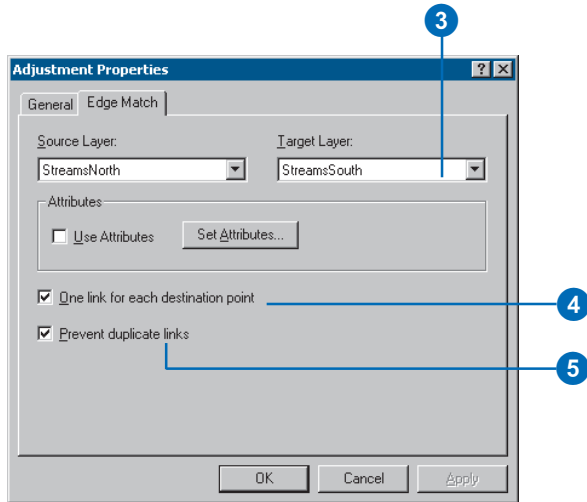 3
Adjustment Properties
General Edge Match
Source Layer: Target Layer:
StreamsNorth StreamsSouth
Attributes
Use Attributes Set Attributes...
One link for each destination point
4
Prevent duplicate links
5
OK Cancel Apply